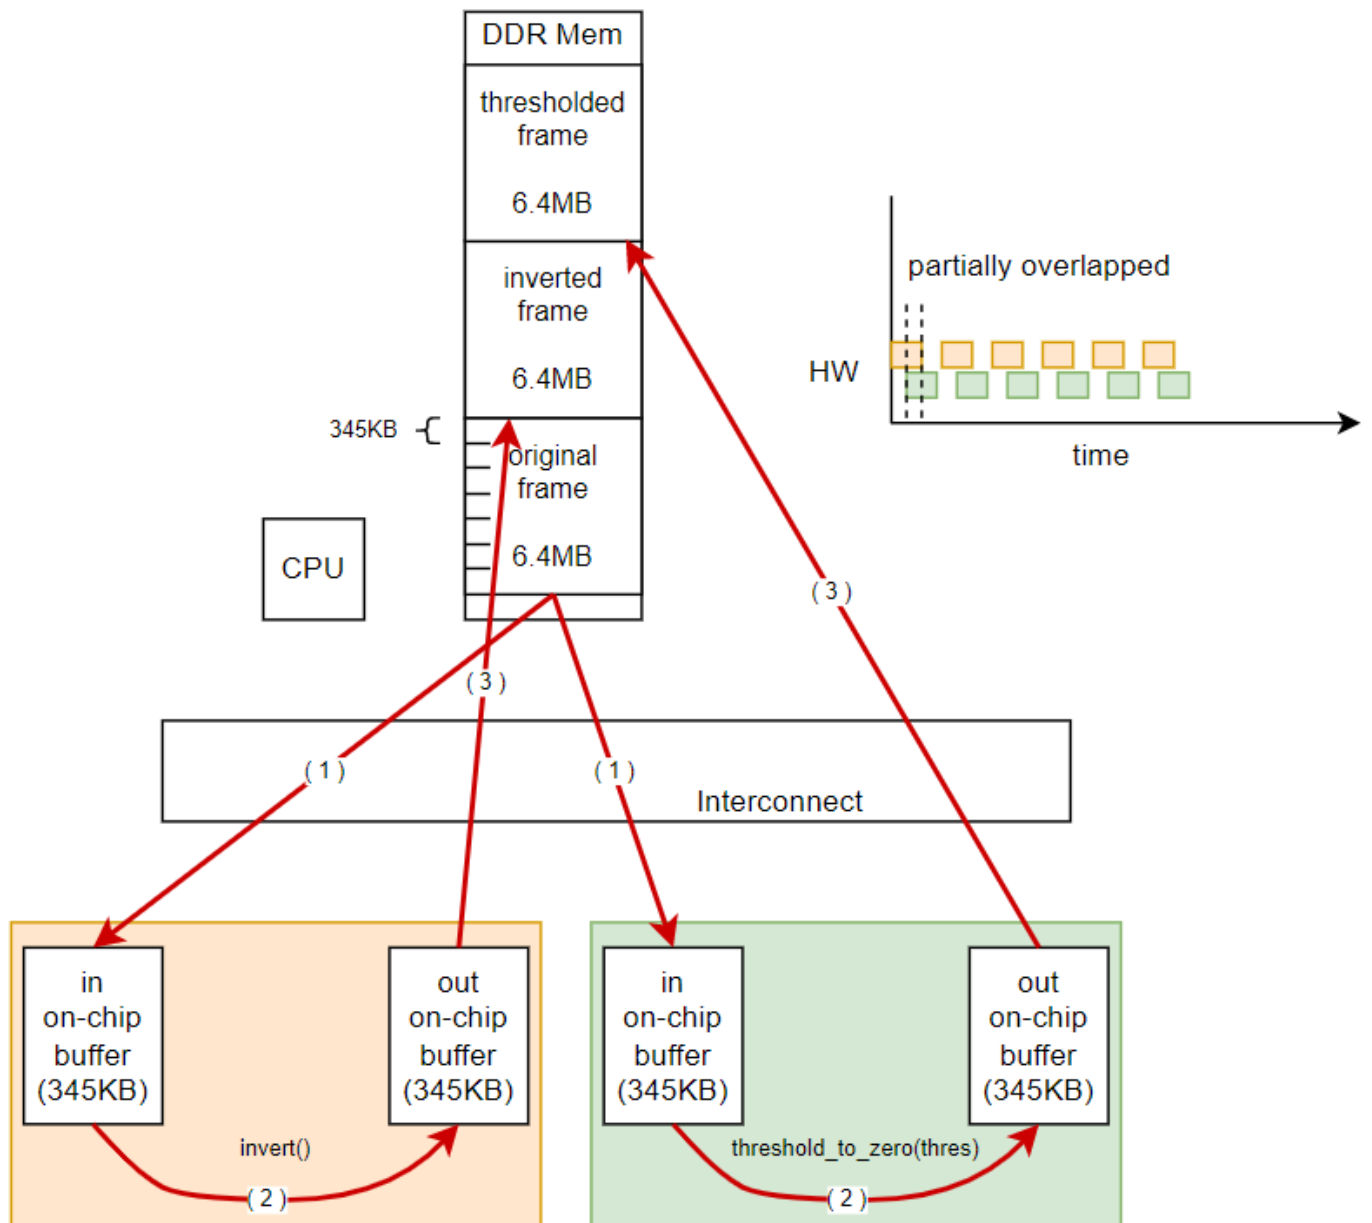 DDR Mem
thresholded
frame
6.4MB
inverted
frame
6.4MB
345KB
original
frame
6.4MB
CPU
partially overlapped
HW
time
( 3 )
( 3 )
( 1 )
( 1 )
Interconnect
in
on-chip
buffer
(345KB)
out
on-chip
buffer
(345KB)
invert()
( 2 )
in
on-chip
buffer
(345KB)
out
on-chip
buffer
(345KB)
threshold_to_zero(thres)
( 2 )